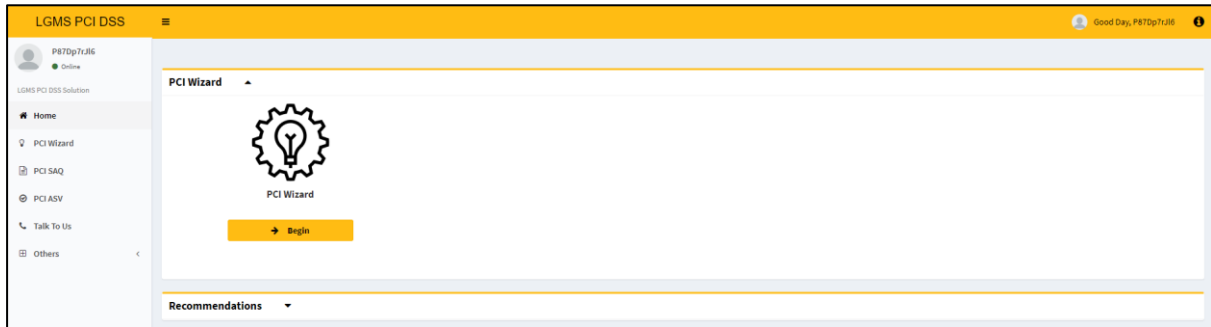 LGMS PCI DSS
Good Day, P87Dp7rJl6
P87Dp7rJl6
Online
LGMS PCI DSS Solution
Home
PCI Wizard
PCI SAQ
PCI ASV
Talk To Us
Others
PCI Wizard
PCI Wizard
Begin
Recommendations